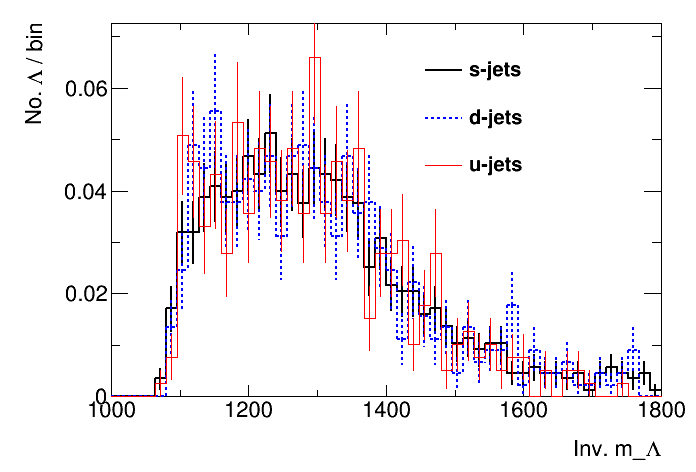 No. Λ / bin
0.06
0.04
0.02
0
s-jets
d-jets
u-jets
1000 1200 1400 1600 1800
Inv. m_Λ